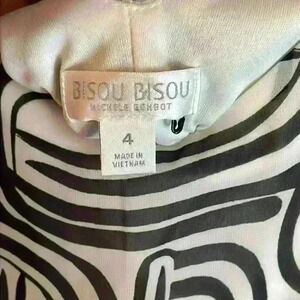 BISOU BISOU
MICHELE BOHBOT
4
MADE IN
VIETNAM